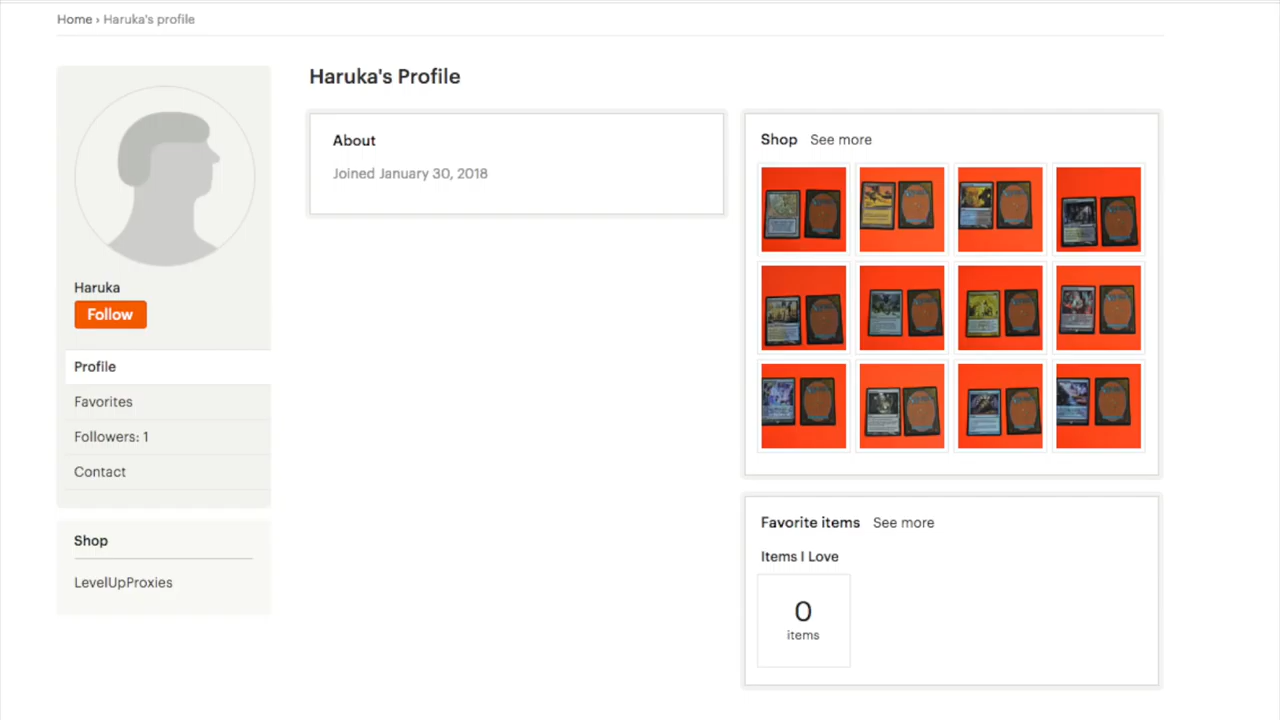 Home › Haruka's profile
Haruka's Profile
Haruka
Follow
Profile
Favorites
Followers: 1
Contact
Shop
LevelUpProxies
About
Joined January 30, 2018
Shop See more
Favorite items See more
Items I Love
0
items